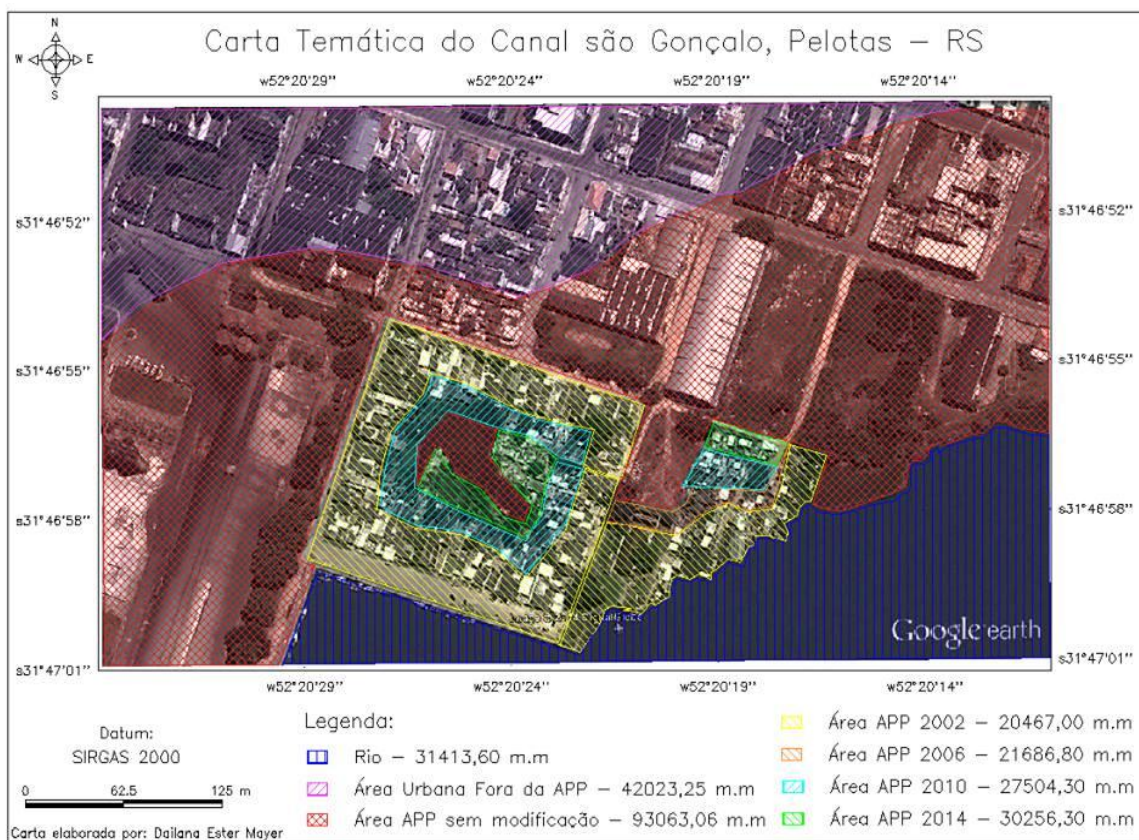 Carta Temática do Canal são Gonçalo, Pelotas – RS
N
W E
S
w52°20'29'' w52°20'24'' w52°20'19'' w52°20'14''
s31°46'52'' s31°46'52''
s31°46'55'' s31°46'55''
s31°46'58'' s31°46'58''
Google earth
s31°47'01'' s31°47'01''
w52°20'29'' w52°20'24'' w52°20'19'' w52°20'14''
Datum:
SIRGAS 2000
0 62.5 125 m
Carta elaborada por: Dailana Ester Mayer
Legenda:
Rio – 31413,60 m.m
Área Urbana Fora da APP – 42023,25 m.m
Área APP sem modificação – 93063,06 m.m
Área APP 2002 – 20467,00 m.m
Área APP 2006 – 21686,80 m.m
Área APP 2010 – 27504,30 m.m
Área APP 2014 – 30256,30 m.m